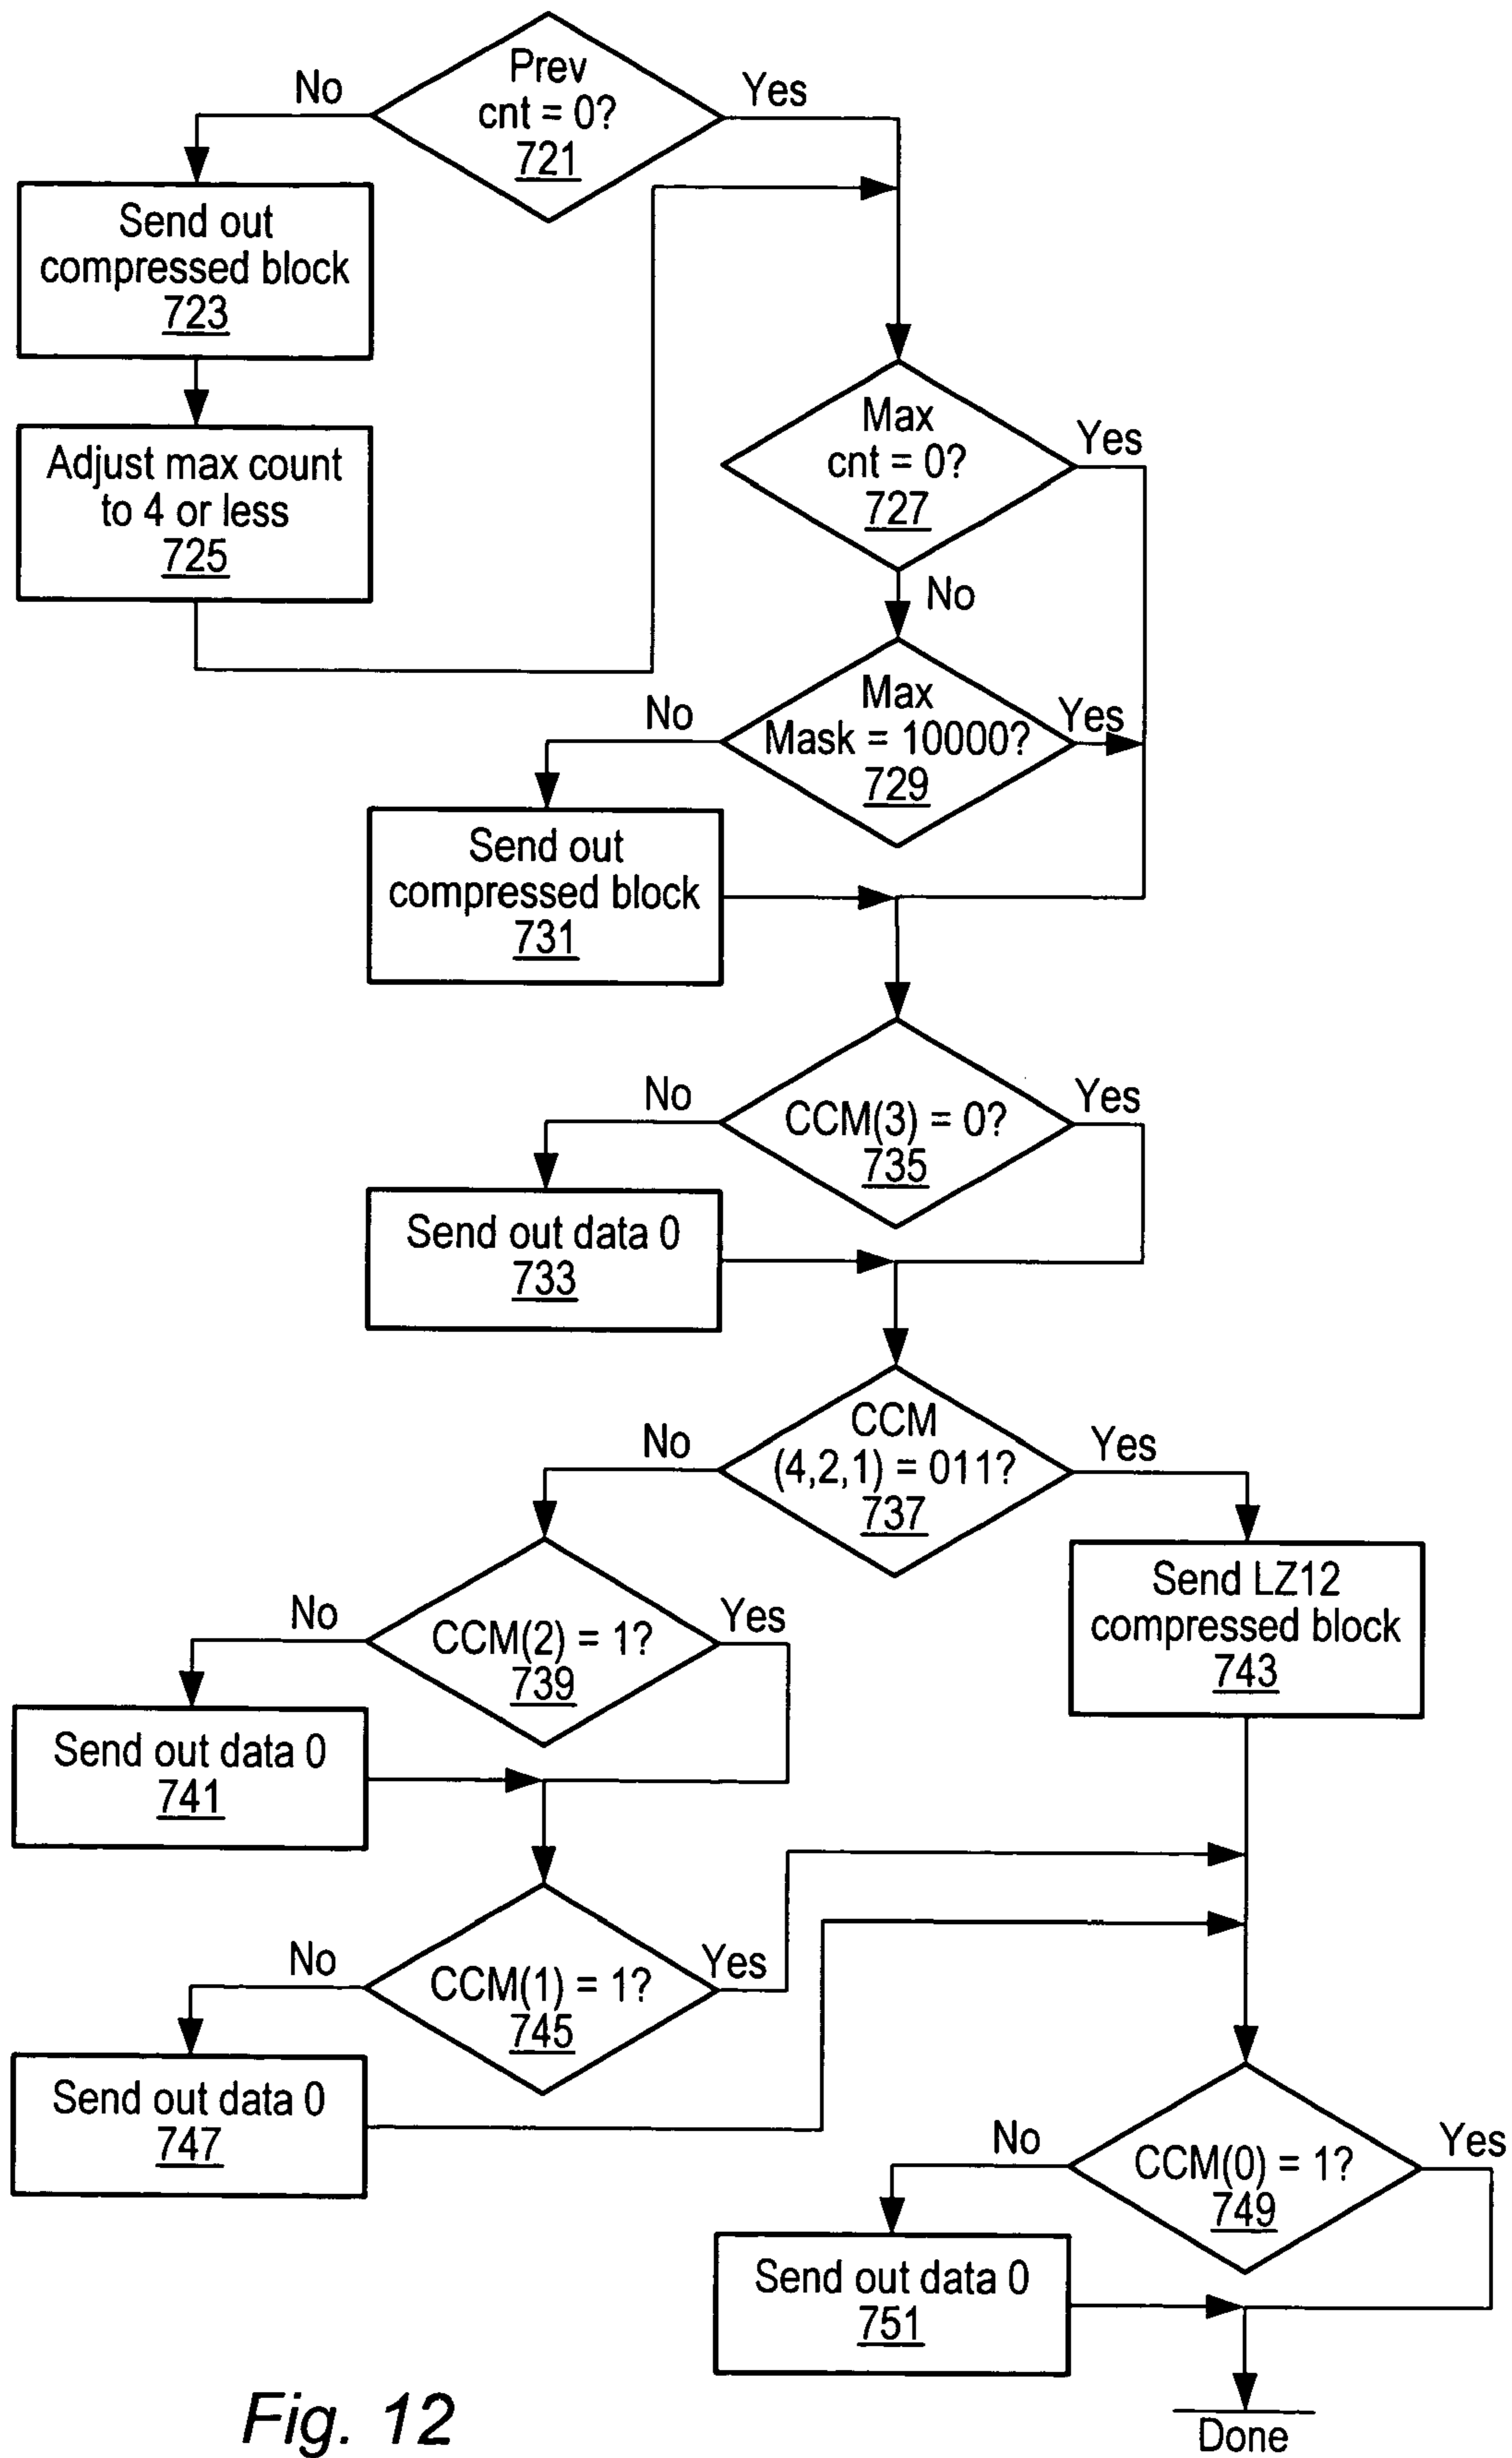 Prev
cnt = 0?
721
No
Yes
Send out
compressed block
723
Adjust max count
to 4 or less
725
Max
cnt = 0?
727
Yes
No
Max
Mask = 10000?
729
No
Yes
Send out
compressed block
731
CCM(3) = 0?
735
No
Yes
Send out data 0
733
CCM
(4,2,1) = 011?
737
No
Yes
Send LZ12
compressed block
743
CCM(2) = 1?
739
No
Yes
Send out data 0
741
CCM(1) = 1?
745
No
Yes
Send out data 0
747
CCM(0) = 1?
749
No
Yes
Send out data 0
751
Done
Fig. 12